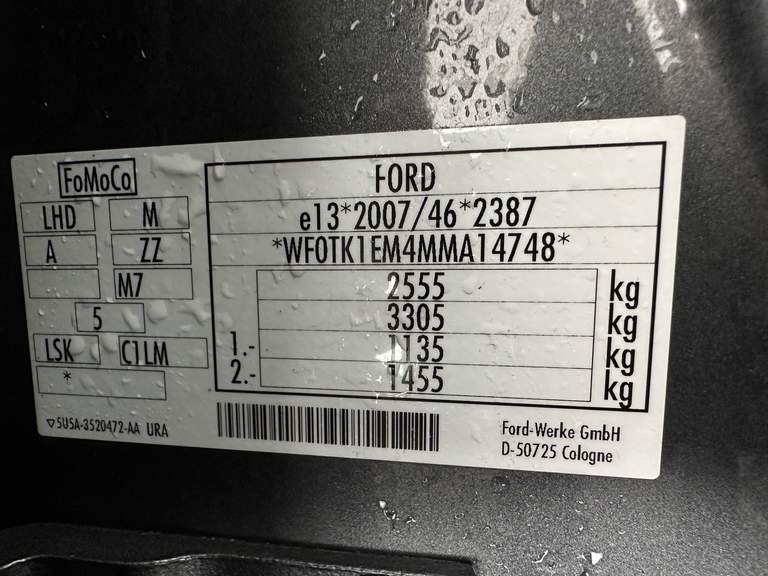 FoMoCo
LHD M
A ZZ
M7
5
LSK C1LM
*
▽5U5A-3520472-AA URA
FORD
e13*2007/46*2387
*WF0TK1EM4MMA14748*
2555 kg
3305 kg
1.- 1135 kg
2.- 1455 kg
Ford-Werke GmbH
D-50725 Cologne